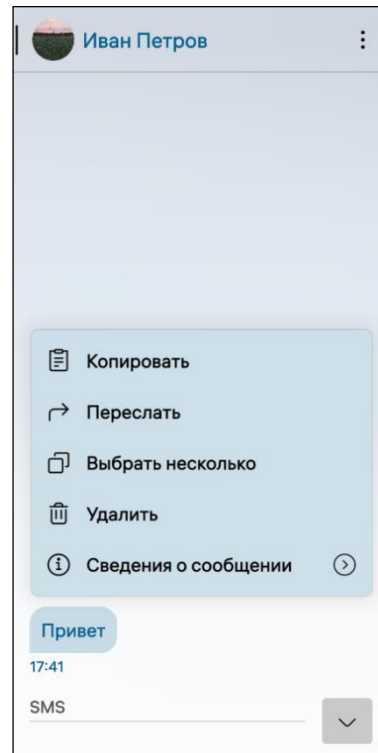 Иван Петров
Копировать
Переслать
Выбрать несколько
Удалить
Сведения о сообщении
Привет
17:41
SMS